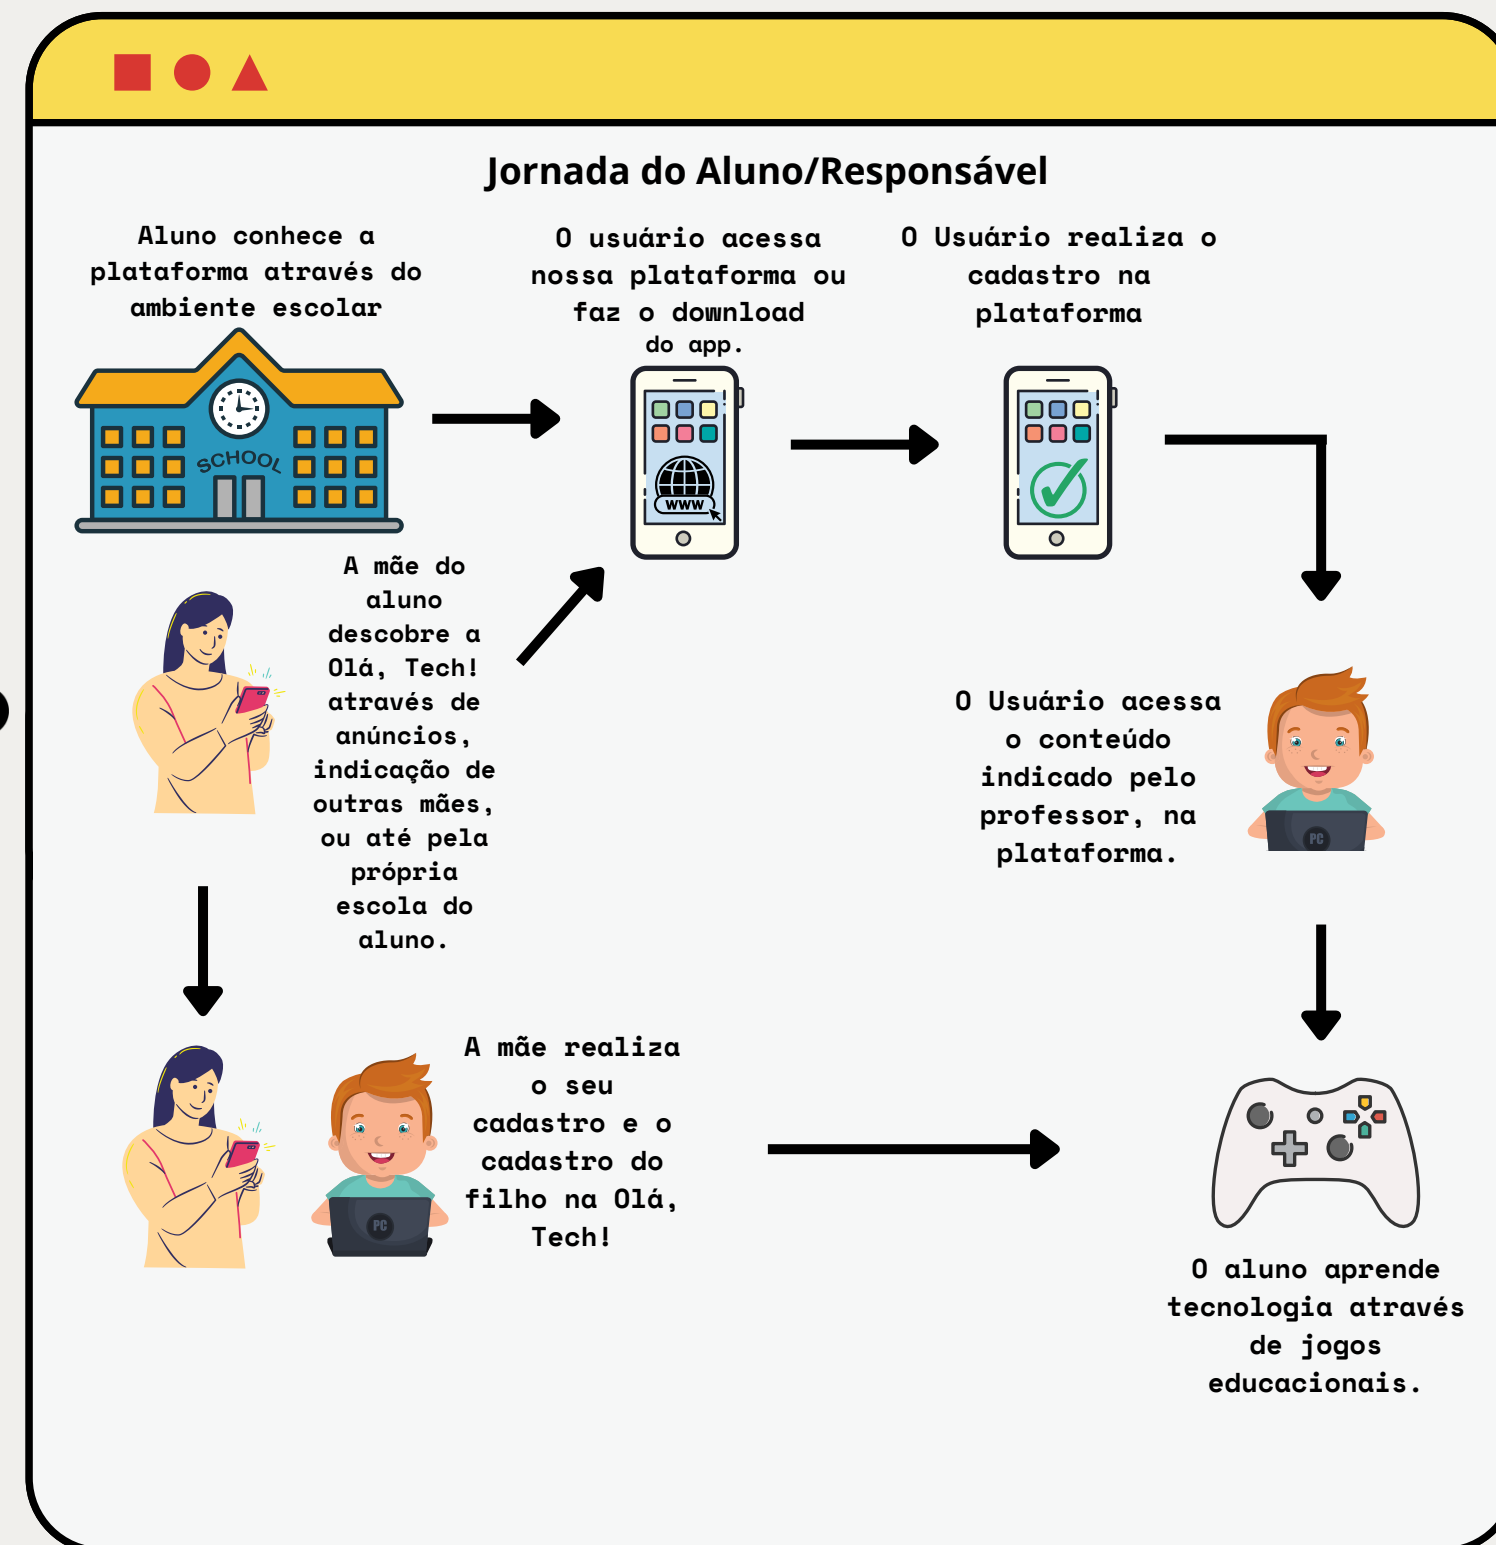 Jornada do Aluno/Responsável
Aluno conhece a
plataforma através do
ambiente escolar
SCHOOL
O usuário acessa
nossa plataforma ou
faz o download
do app.
WWW
O Usuário realiza o
cadastro na
plataforma
A mãe do
aluno
descobre a
Olá, Tech!
através de
anúncios,
indicação de
outras mães,
ou até pela
própria
escola do
aluno.
O Usuário acessa
o conteúdo
indicado pelo
professor, na
plataforma.
PC
A mãe realiza
o seu
cadastro e o
cadastro do
filho na Olá,
Tech!
PC
O aluno aprende
tecnologia através
de jogos
educacionais.